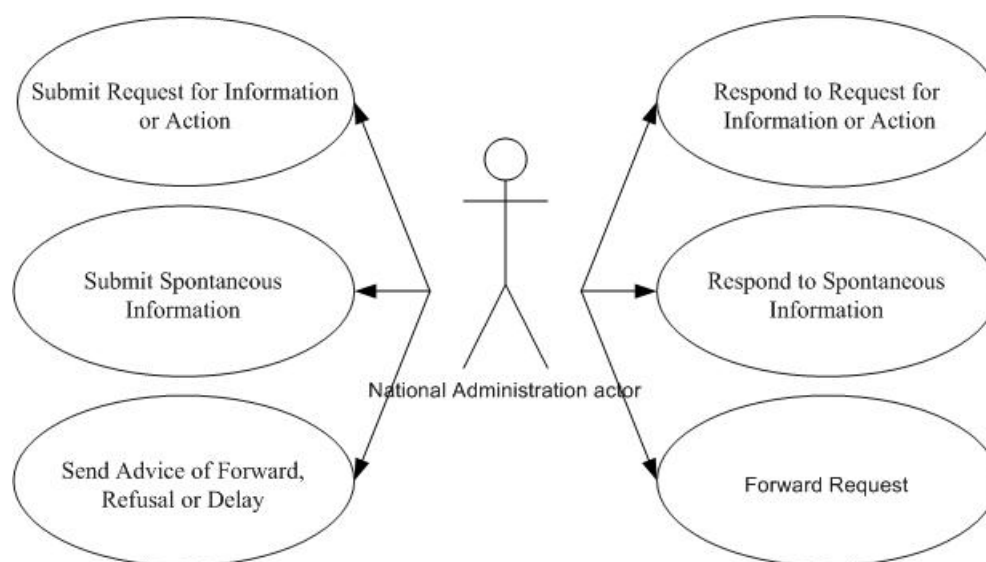 Submit Request for Information
or Action
Respond to Request for
Information or Action
Submit Spontaneous
Information
Respond to Spontaneous
Information
National Administration actor
Send Advice of Forward,
Refusal or Delay
Forward Request